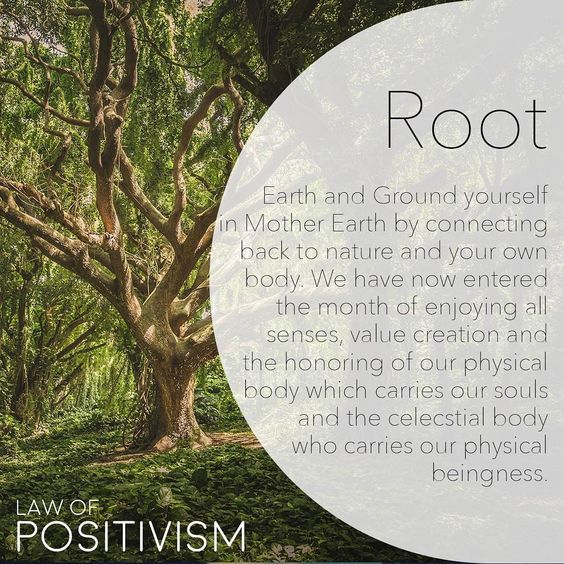 Root
Earth and Ground yourself
in Mother Earth by connecting
back to nature and your own
body. We have now entered
the month of enjoying all
senses, value creation and
the honoring of our physical
body which carries our souls
and the celecstial body
who carries our physical
beingness.
LAW OF
POSITIVISM